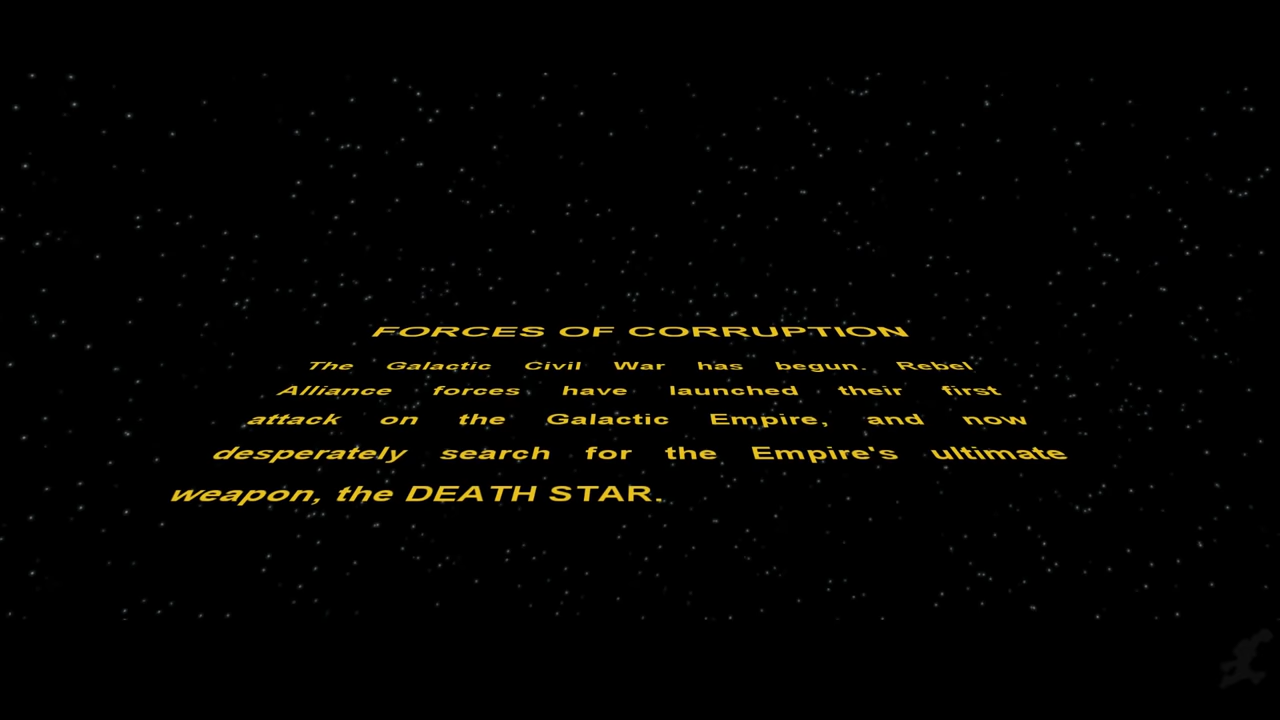 FORCES OF CORRUPTION
The Galactic Civil War has begun. Rebel
Alliance forces have launched their first
attack on the Galactic Empire, and now
desperately search for the Empire's ultimate
weapon, the DEATH STAR.